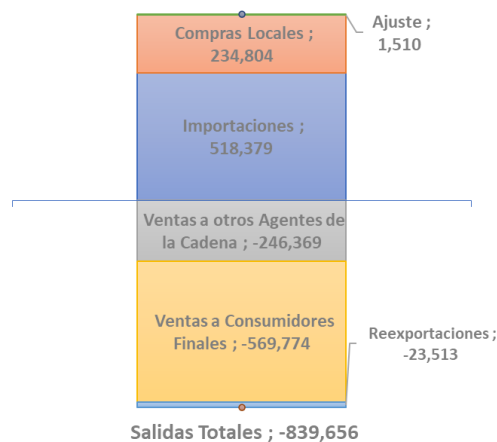 Ajuste ;
1,510
Compras Locales ;
234,804
Importaciones ;
518,379
Ventas a otros Agentes de
la Cadena ; -246,369
Ventas a Consumidores
Finales ; -569,774
Reexportaciones ;
-23,513
Salidas Totales ; -839,656